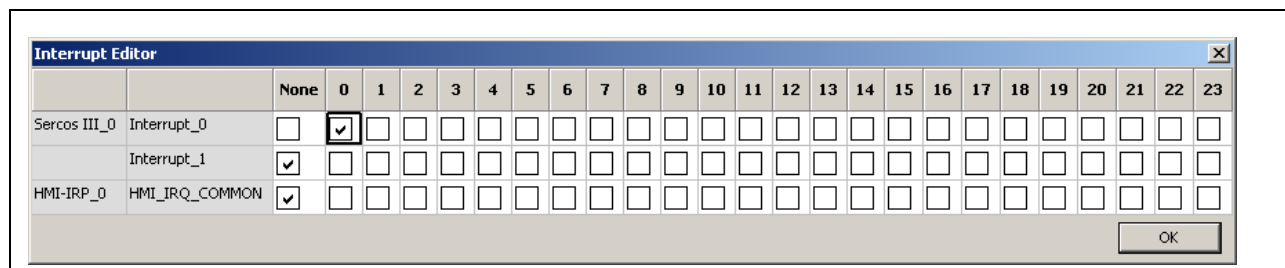 Interrupt Editor
None 0 1 2 3 4 5 6 7 8 9 10 11 12 13 14 15 16 17 18 19 20 21 22 23
Sercos III_0 Interrupt_0
Interrupt_1
HMI-IRP_0 HMI_IRQ_COMMON
OK